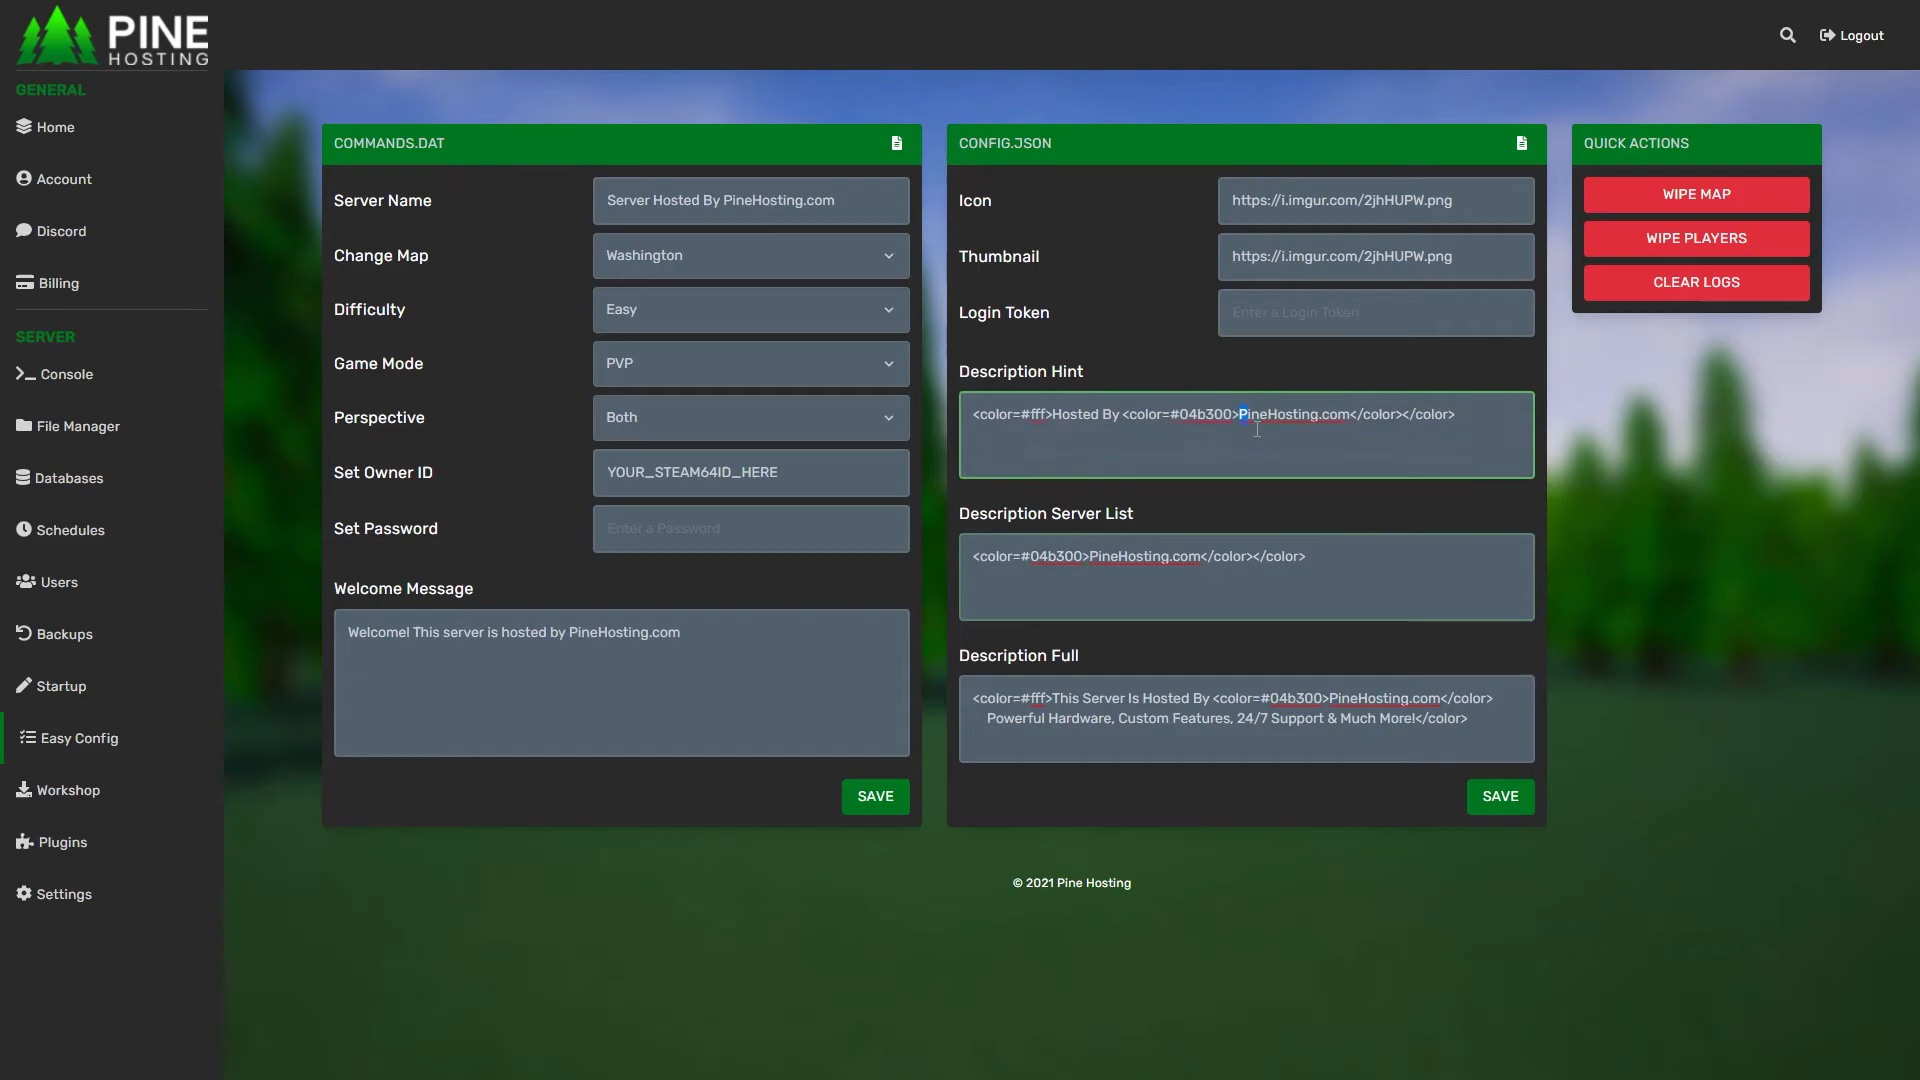 PINE
HOSTING
Logout
GENERAL
Home
Account
Discord
Billing
SERVER
Console
File Manager
Databases
Schedules
Users
Backups
Startup
Easy Config
Workshop
Plugins
Settings
COMMANDS.DAT
Server Name
Server Hosted By PineHosting.com
Change Map
Washington
Difficulty
Easy
Game Mode
PVP
Perspective
Both
Set Owner ID
YOUR_STEAM64ID_HERE
Set Password
Enter a Password
Welcome Message
Welcome! This server is hosted by PineHosting.com
SAVE
CONFIG.JSON
Icon
https://i.imgur.com/2jhHUPW.png
Thumbnail
https://i.imgur.com/2jhHUPW.png
Login Token
Enter a Login Token
Description Hint
<color=#fff>Hosted By <color=#04b300>PineHosting.com</color></color>
Description Server List
<color=#04b300>PineHosting.com</color></color>
Description Full
<color=#fff>This Server Is Hosted By <color=#04b300>PineHosting.com</color>
Powerful Hardware, Custom Features, 24/7 Support & Much More!</color>
SAVE
QUICK ACTIONS
WIPE MAP
WIPE PLAYERS
CLEAR LOGS
© 2021 Pine Hosting